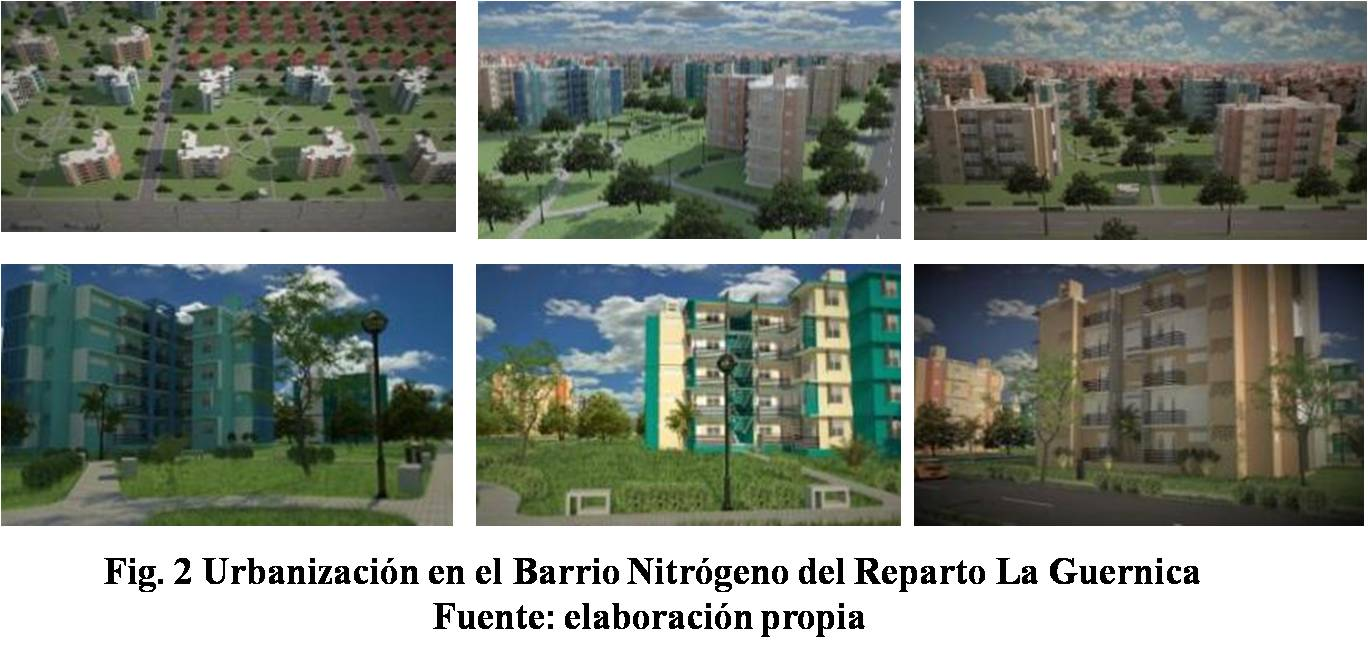 Fig. 2 Urbanización en el Barrio Nitrógeno del Reparto La Guernica
Fuente: elaboración propia